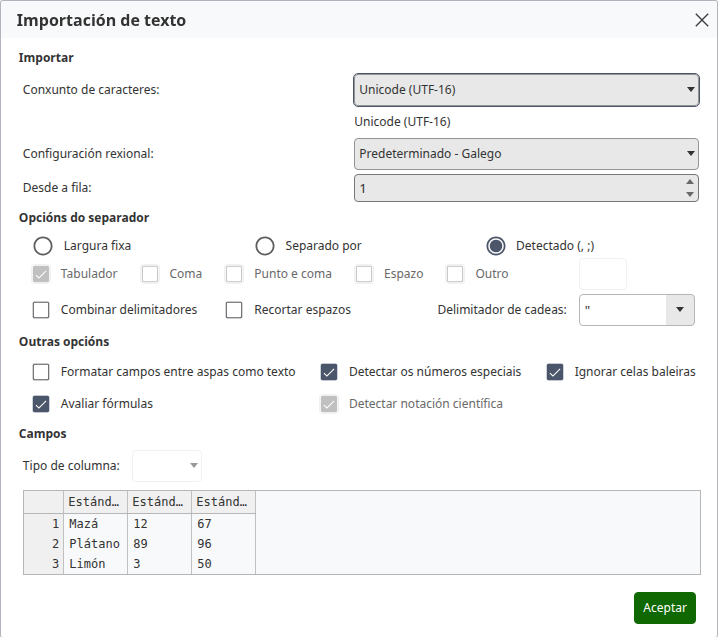 Importación de texto
Importar
Conxunto de caracteres: Unicode (UTF-16)
Unicode (UTF-16)
Configuración rexional: Predeterminado - Galego
Desde a fila: 1
Opcións do separador
Largura fixa Separado por Detectado (, ;)
Tabulador Coma Punto e coma Espazo Outro
Combinar delimitadores Recortar espazos Delimitador de cadeas: "
Outras opcións
Formatar campos entre aspas como texto Detectar os números especiais Ignorar celas baleiras
Avaliar fórmulas Detectar notación científica
Campos
Tipo de columna:
Estánd… Estánd… Estánd…
1 Mazá 12 67
2 Plátano 89 96
3 Limón 3 50
Aceptar